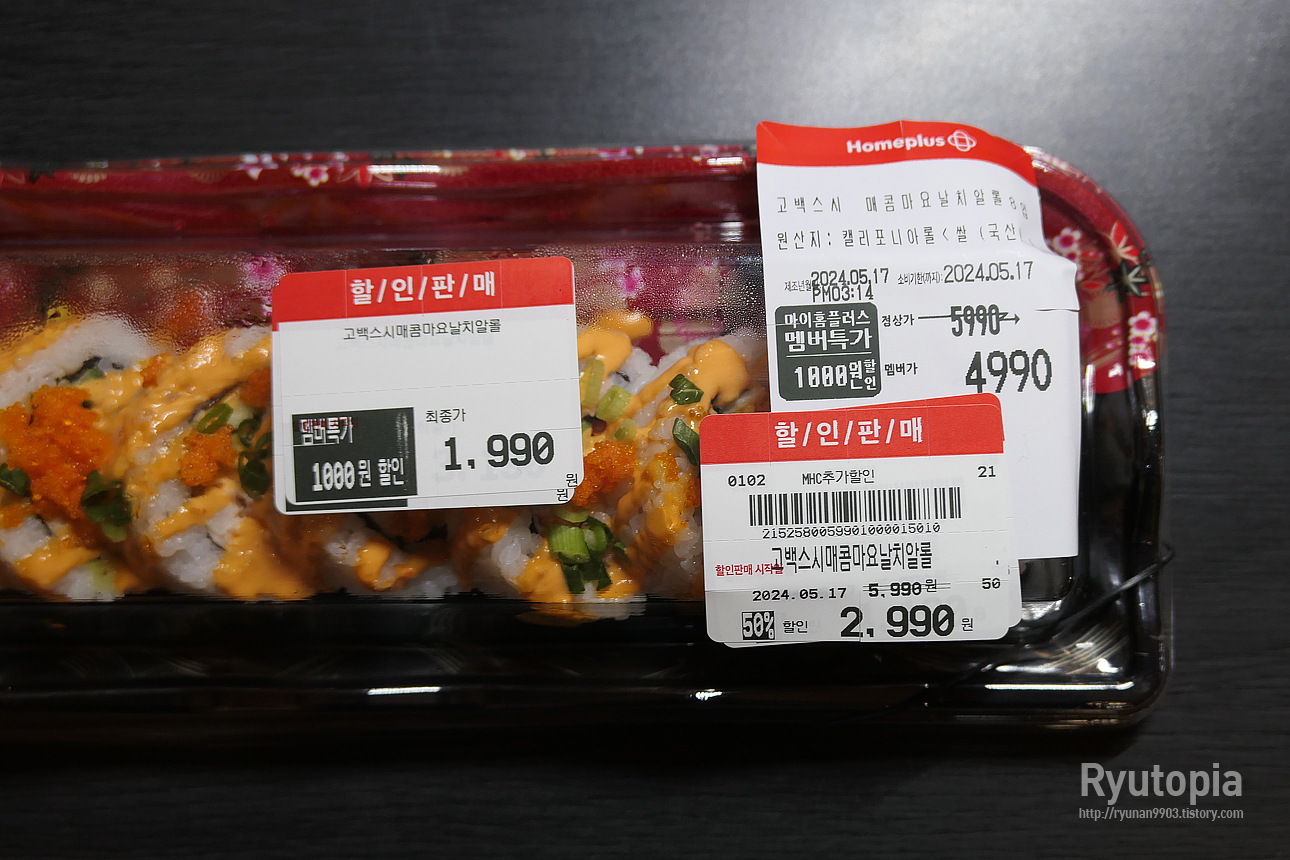 Homeplus
고백스시 매콤마요날치알롤 8입
원산지: 캘리포니아롤<쌀 (국산
제조년월 2024.05.17 소비기한(까지): 2024.05.17
PM03:14
마이홈플러스
멤버특가
1000원할인
정상가 5990
멤버가 4990
할/인/판/매
고백스시매콤마요날치알롤
멤버특가
1000원 할인
최종가
1,990
원
원
할/인/판/매
0102 MHC추가할인 21
2152580059901000015010
고백스시매콤마요날치알롤
할인판매 시작일
2024.05.17 5,990원 50
50% 할인 2,990 원
Ryutopia
http://ryunan9903.tistory.com